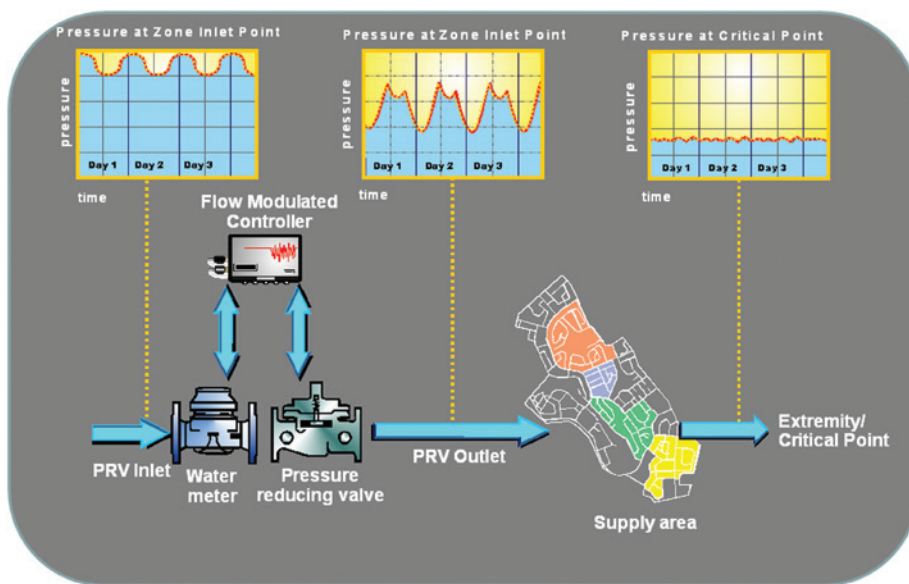 Pressure at Zone Inlet Point
pressure
Day 1 Day 2 Day 3
time
Pressure at Zone Inlet Point
pressure
Day 1 Day 2 Day 3
Pressure at Critical Point
pressure
Day 1 Day 2 Day 3
time
Flow Modulated
Controller
PRV Inlet
Water
meter
Pressure
reducing valve
PRV Outlet
Supply area
Extremity/
Critical Point